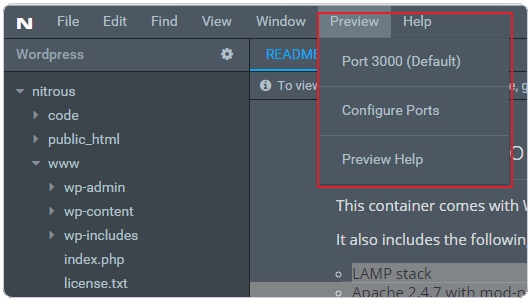 N File Edit Find View Window Preview Help
Wordpress
README
Port 3000 (Default)
To view
, g
nitrous
code
Configure Ports
public_html
www
Preview Help
O
wp-admin
This container comes with W
wp-content
It also includes the following
wp-includes
index.php
LAMP stack
license.txt
Apache 2.4.7 with mod-p